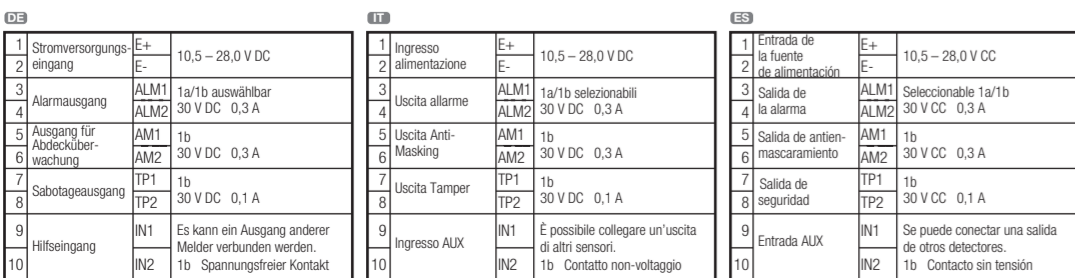 DE
1 Stromversorgungs- E+ 10,5 – 28,0 V DC
2 eingang E-
3 Alarmausgang ALM1 1a/1b auswählbar
4 ALM2 30 V DC 0,3 A
5 Ausgang für AM1 1b
Abdecküber-
6 wachung AM2 30 V DC 0,3 A
7 Sabotageausgang TP1 1b
8 TP2 30 V DC 0,1 A
9 Hilfseingang IN1 Es kann ein Ausgang anderer
Melder verbunden werden.
10 IN2 1b Spannungsfreier Kontakt
IT
1 Ingresso E+ 10,5 – 28,0 V DC
2 alimentazione E-
3 Uscita allarme ALM1 1a/1b selezionabili
4 ALM2 30 V DC 0,3 A
5 Uscita Anti- AM1 1b
6 Masking AM2 30 V DC 0,3 A
7 Uscita Tamper TP1 1b
8 TP2 30 V DC 0,1 A
9 Ingresso AUX IN1 È possibile collegare un'uscita
di altri sensori.
10 IN2 1b Contatto non-voltaggio
ES
1 Entrada de E+ 10,5 – 28,0 V CC
la fuente
2 de alimentación E-
3 Salida de ALM1 Seleccionable 1a/1b
4 la alarma ALM2 30 V CC 0,3 A
5 Salida de antien- AM1 1b
6 mascaramiento AM2 30 V CC 0,3 A
7 Salida de TP1 1b
8 seguridad TP2 30 V CC 0,1 A
9 Entrada AUX IN1 Se puede conectar una salida
de otros detectores.
10 IN2 1b Contacto sin tensión